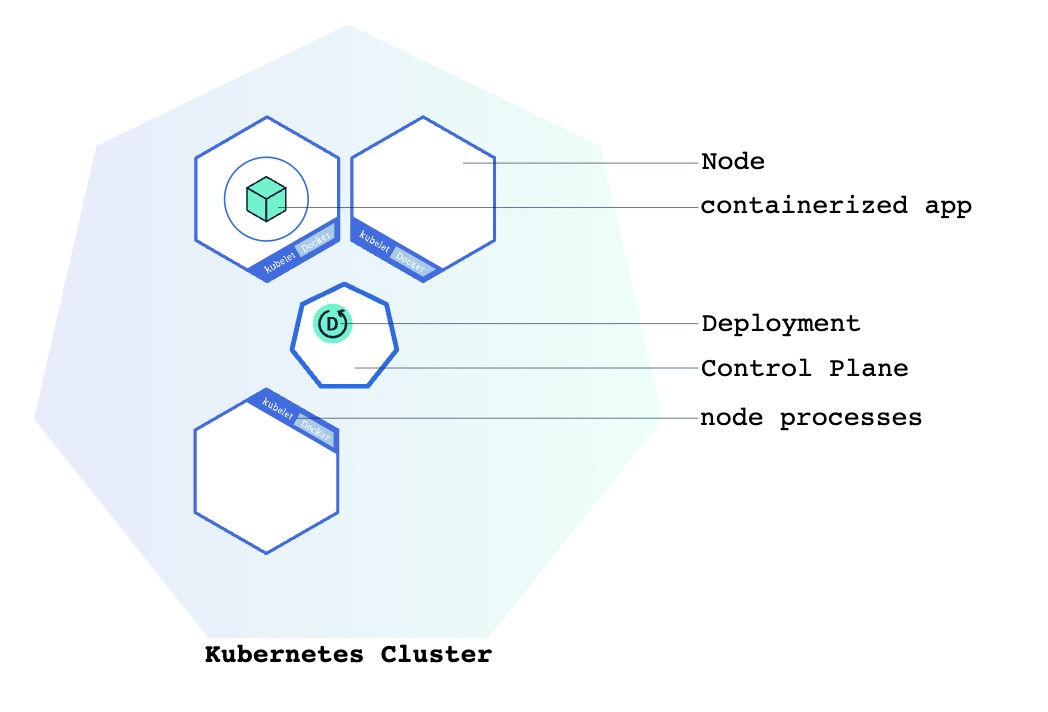 kubelet Docker
kubelet Docker
Node
containerized app
D
Deployment
Control Plane
kubelet Docker
node processes
Kubernetes Cluster